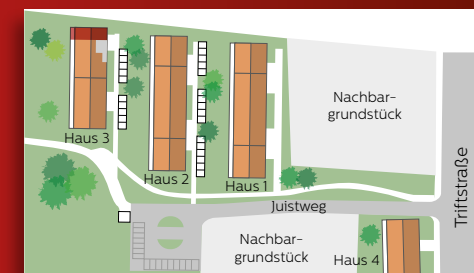 Nachbar-
grundstück
Haus 3
Haus 2
Haus 1
Triftstraße
Juistweg
Nachbar-
grundstück
Haus 4